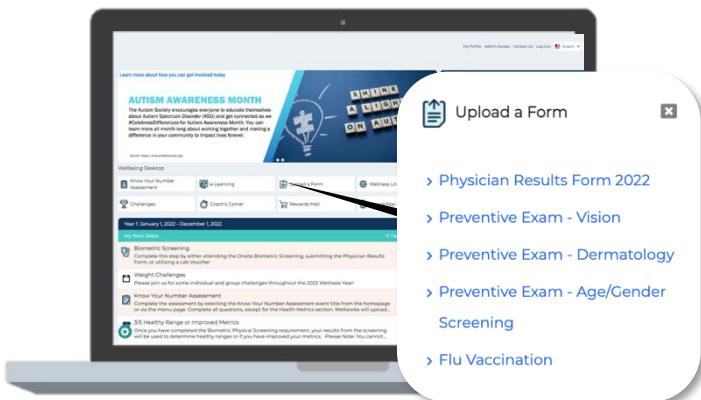 My Profile Admin Access Contact Us Log Out English
Learn more about how you can get involved today
AUTISM AWARENESS MONTH
The Autism Society encourages everyone to educate themselves
about Autism Spectrum Disorder (ASD) and get connected as we
#CelebrateDifferences for Autism Awareness Month. You can
learn more all month long about working together and making a
difference in your community to impact lives forever.
SHINE
A LIGH
ON AUT
Wellbeing Desktop
Know Your Number
Assessment
e-Learning
Upload a Form
Wellness
Challenges
Coach's Corner
Rewards Mall
Year 1: January 1, 2022 - December 1, 2022
My Next Steps
Biometric Screening
Complete this step by either attending the Onsite Biometric Screening, submitting the Physician Results
Form, or utilizing a Lab Voucher
Weight Challenges
Please join us for some individual and group challenges throughout the 2022 Wellness Year!
Know Your Number Assessment
Complete the assessment by selecting the Know Your Number Assessment event title from the homepage
or via the menu page. Complete all questions, except for the Health Metrics section. Wellworks will upload...
3/5 Healthy Range or Improved Metrics
Once you have completed the Biometric Physical Screening requirement, your results from the screening
will be used to determine healthy ranges or if you have improved your metrics. Please Note: You cannot...
Upload a Form
Physician Results Form 2022
Preventive Exam - Vision
Preventive Exam - Dermatology
Preventive Exam - Age/Gender
Screening
Flu Vaccination